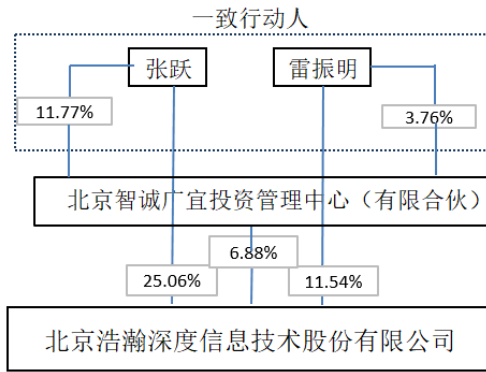 一致行动人
张跃
雷振明
11.77%
3.76%
北京智诚广宜投资管理中心（有限合伙）
6.88%
25.06%
11.54%
北京浩瀚深度信息技术股份有限公司